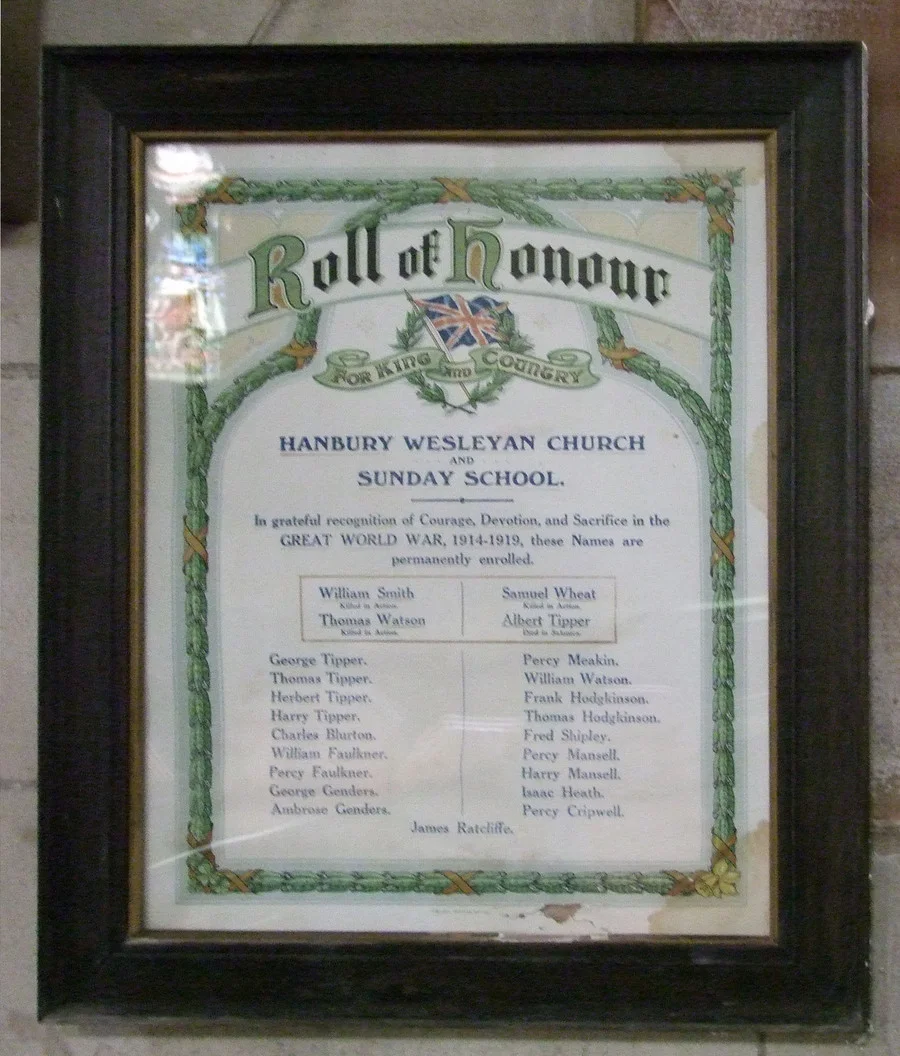 Roll of Honour
FOR KING AND COUNTRY
HANBURY WESLEYAN CHURCH
AND
SUNDAY SCHOOL.
In grateful recognition of Courage, Devotion, and Sacrifice in the
GREAT WORLD WAR, 1914-1919, these Names are
permanently enrolled.
William Smith Samuel Wheat
Killed in Action. Killed in Action.
Thomas Watson Albert Tipper
Killed in Action. Died in Salonica.
George Tipper. Percy Meakin.
Thomas Tipper. William Watson.
Herbert Tipper. Frank Hodgkinson.
Harry Tipper. Thomas Hodgkinson.
Charles Blurton. Fred Shipley.
William Faulkner. Percy Mansell.
Percy Faulkner. Harry Mansell.
George Genders. Isaac Heath.
Ambrose Genders. Percy Cripwell.
James Ratcliffe.